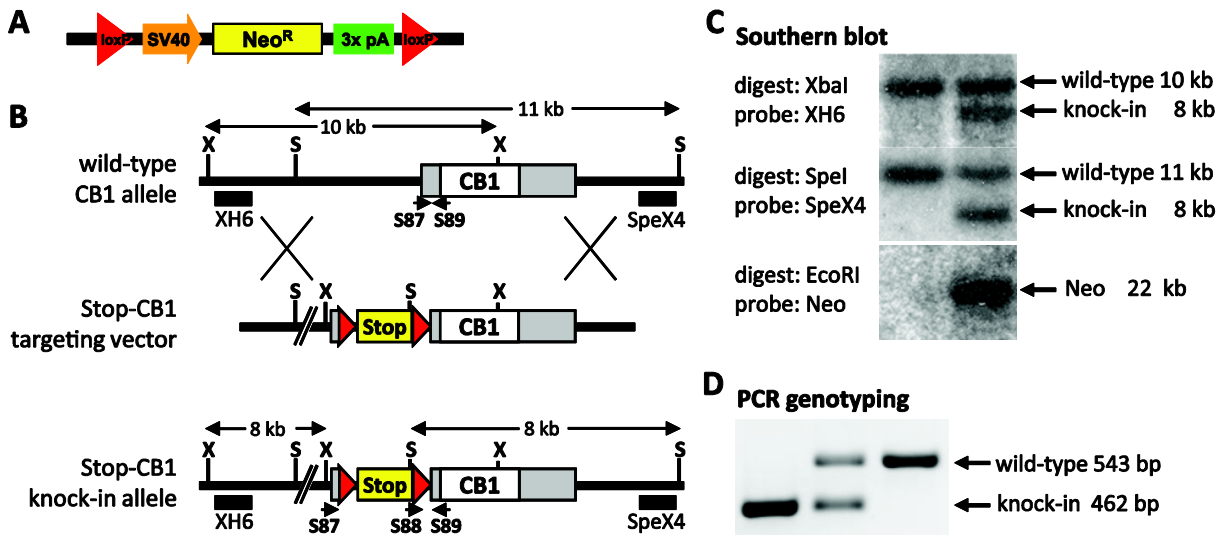 A
loxP SV40 NeoR 3x pA loxP
B
11 kb
10 kb
X S X S
wild-type
CB1 allele
CB1
XH6 S87 S89 SpeX4
S X S X
Stop-CB1
targeting vector
Stop CB1
8 kb 8 kb
X S X S X S
Stop-CB1
knock-in allele
Stop CB1
XH6 S87 S88 S89 SpeX4
C Southern blot
digest: XbaI
probe: XH6
wild-type 10 kb
knock-in 8 kb
digest: SpeI
probe: SpeX4
wild-type 11 kb
knock-in 8 kb
digest: EcoRI
probe: Neo
Neo 22 kb
D PCR genotyping
wild-type 543 bp
knock-in 462 bp